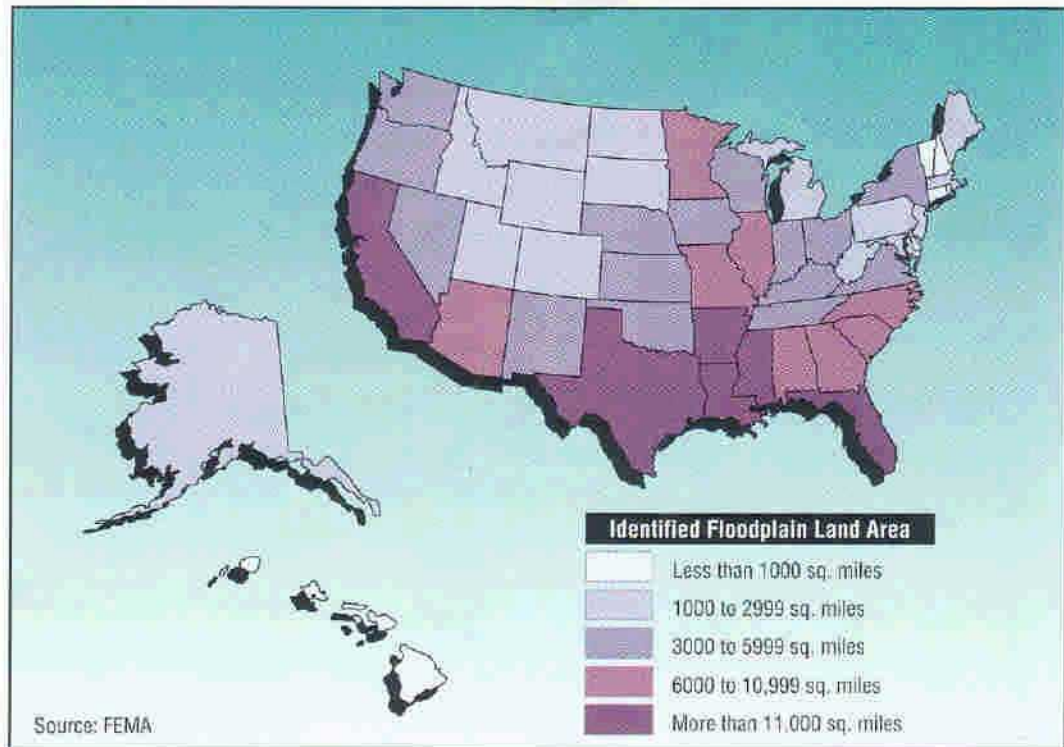 Identified Floodplain Land Area
Less than 1000 sq. miles
1000 to 2999 sq. miles
3000 to 5999 sq. miles
6000 to 10,999 sq. miles
More than 11,000 sq. miles
Source: FEMA